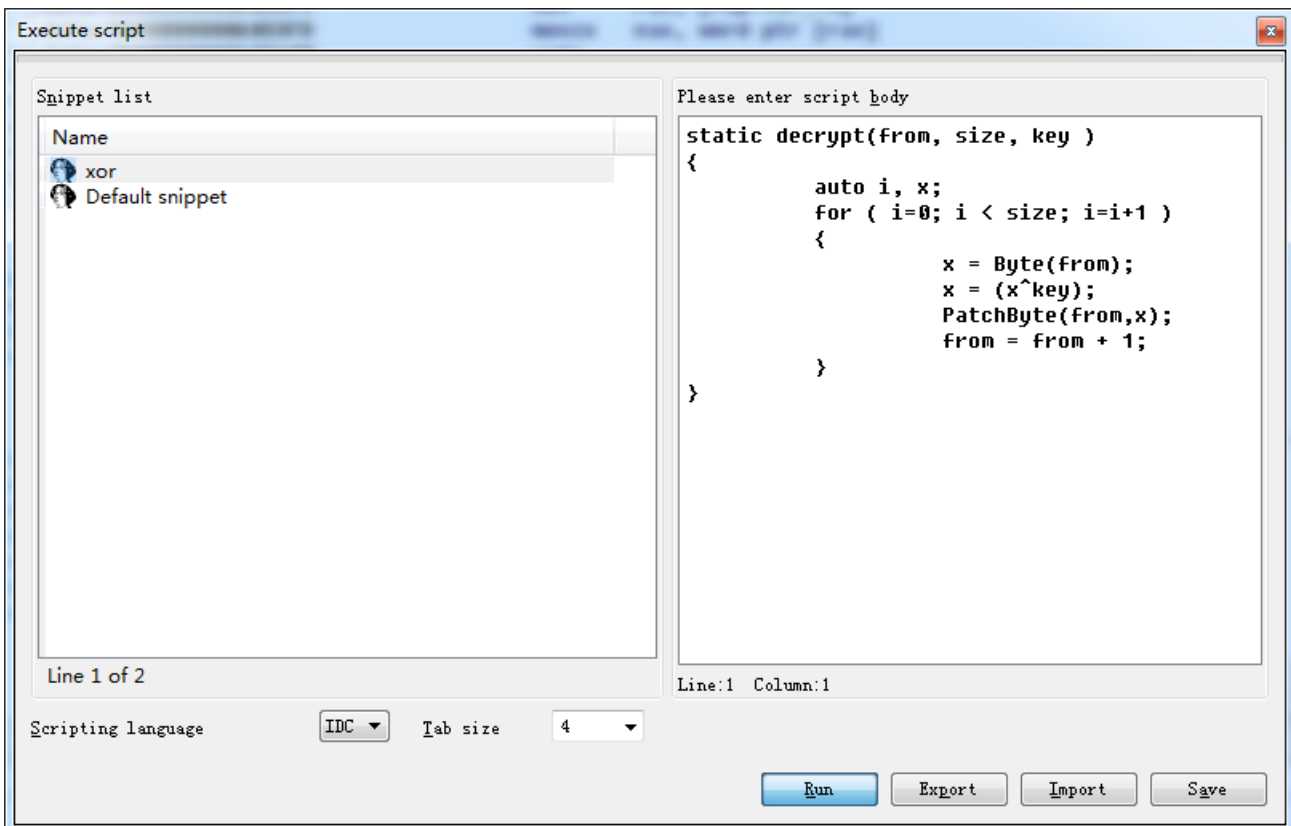 Execute script
Snippet list
Name
xor
Default snippet
Line 1 of 2
Please enter script body
static decrypt(from, size, key )
{
auto i, x;
for ( i=0; i < size; i=i+1 )
{
x = Byte(from);
x = (x^key);
PatchByte(from,x);
from = from + 1;
}
}
Line:1 Column:1
Scripting language
IDC
Tab size
4
Run
Export
Import
Save